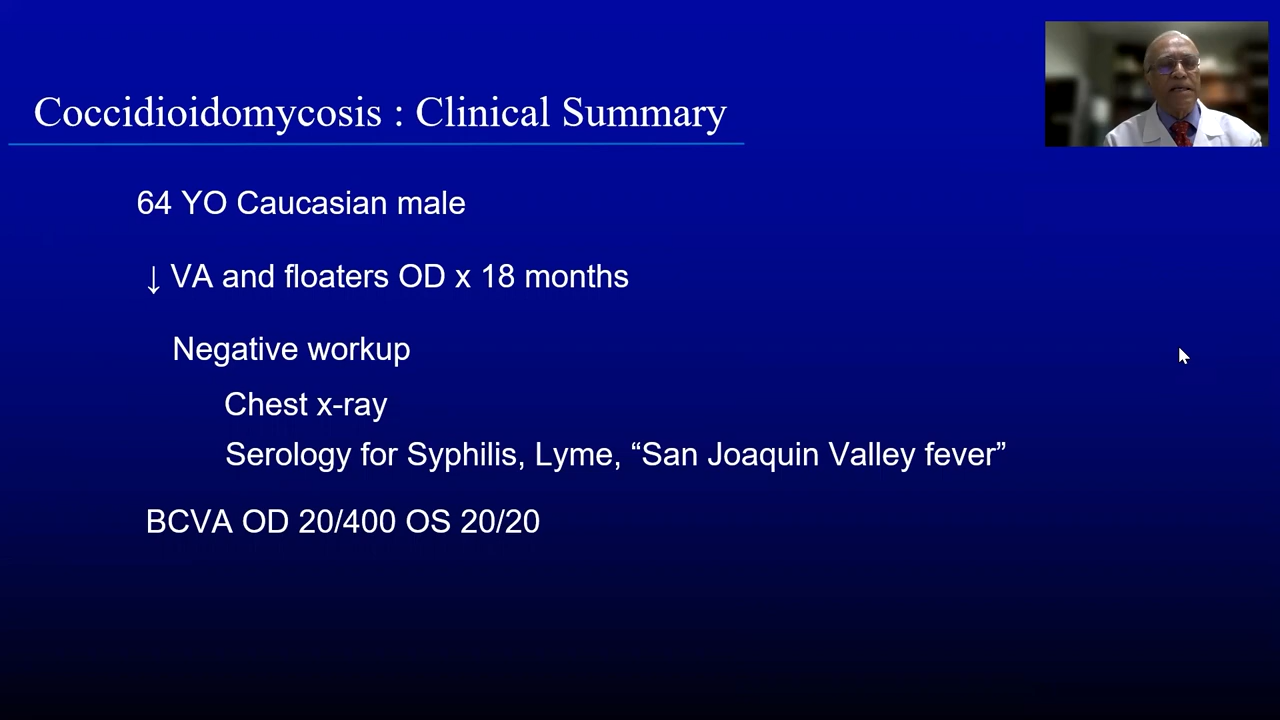 Coccidioidomycosis : Clinical Summary
64 YO Caucasian male
↓ VA and floaters OD x 18 months
Negative workup
Chest x-ray
Serology for Syphilis, Lyme, “San Joaquin Valley fever”
BCVA OD 20/400 OS 20/20